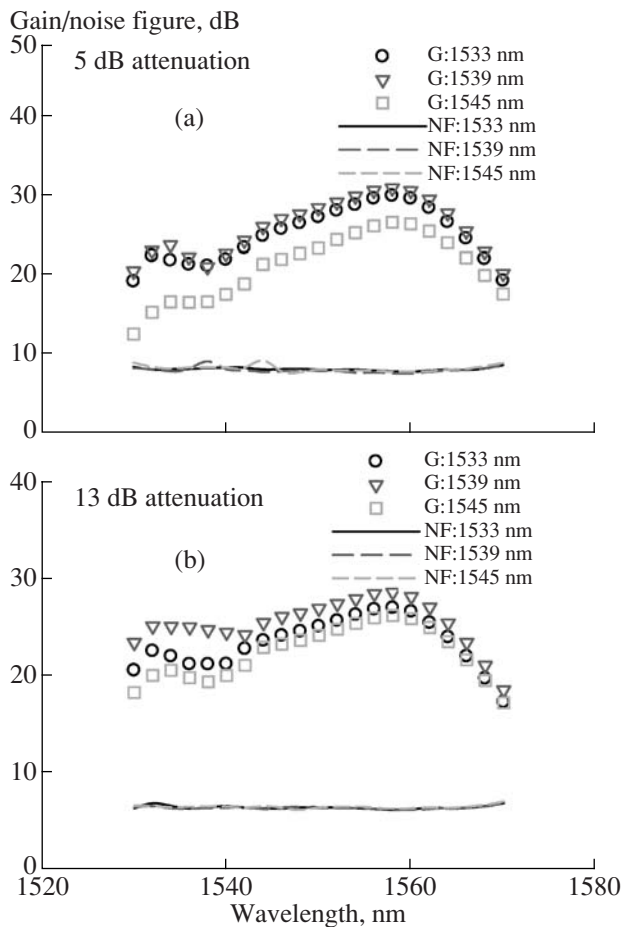 Gain/noise figure, dB
50
5 dB attenuation
G:1533 nm
G:1539 nm
40
(a)
G:1545 nm
NF:1533 nm
NF:1539 nm
NF:1545 nm
30
20
10
0
40
13 dB attenuation
G:1533 nm
G:1539 nm
G:1545 nm
NF:1533 nm
(b)
NF:1539 nm
NF:1545 nm
30
20
10
0
1520
1540
1560
1580
Wavelength, nm